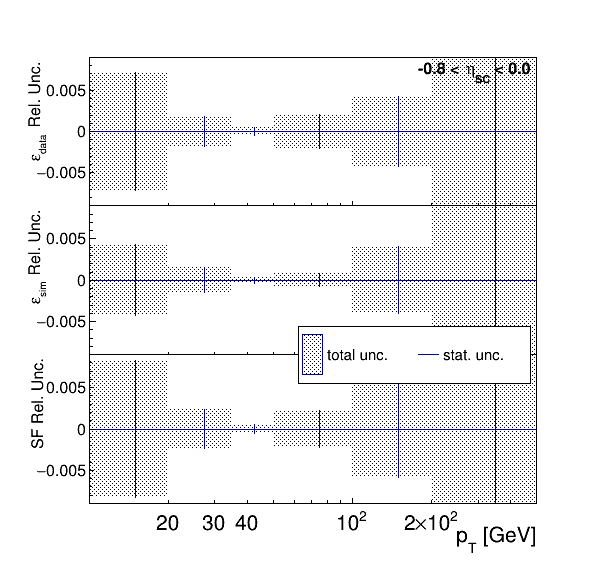 -0.8 < η_SC < 0.0
ε_data Rel. Unc.
0.005
0
−0.005
ε_sim Rel. Unc.
0.005
0
−0.005
total unc.
stat. unc.
SF Rel. Unc.
0.005
0
−0.005
20 30 40 10² 2×10²
p_T [GeV]